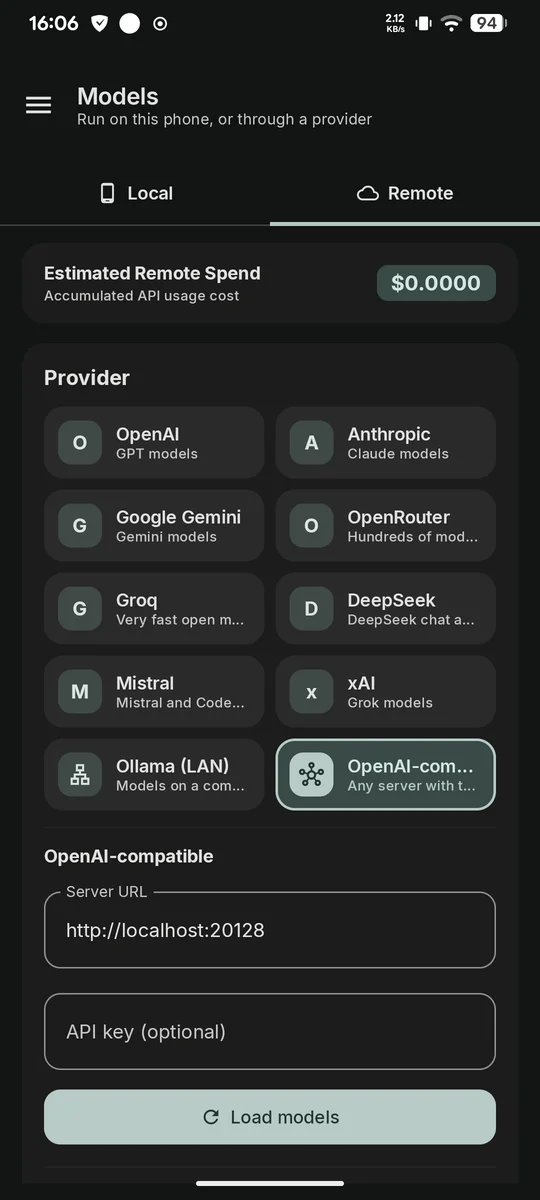 16:06
2.12
KB/s
94
Models
Run on this phone, or through a provider
Local
Remote
Estimated Remote Spend
Accumulated API usage cost
$0.0000
Provider
O
OpenAI
GPT models
A
Anthropic
Claude models
G
Google Gemini
Gemini models
O
OpenRouter
Hundreds of mod...
G
Groq
Very fast open m...
D
DeepSeek
DeepSeek chat a...
M
Mistral
Mistral and Code...
x
xAI
Grok models
Ollama (LAN)
Models on a com...
OpenAI-com...
Any server with t...
OpenAI-compatible
Server URL
http://localhost:20128
API key (optional)
Load models